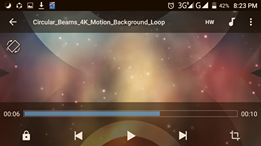 3G G 42% 8:23 PM
Circular_Beams_4K_Motion_Background_Loop HW
00:06 00:10